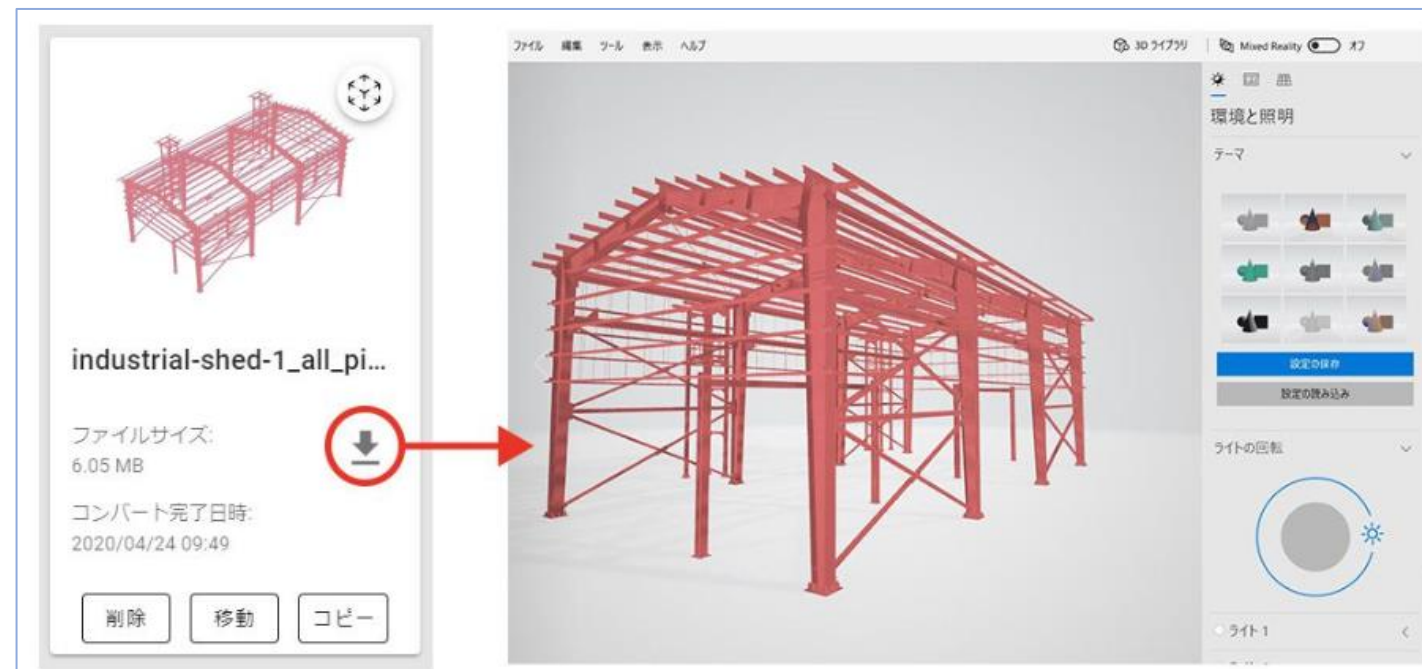 industrial-shed-1_all_pi...
ファイルサイズ:
6.05 MB
コンバート完了日時:
2020/04/24 09:49
削除 移動 コピー
ファイル 編集 ツール 表示 ヘルプ 3D ライブラリ Mixed Reality オフ
環境と照明
テーマ
設定の保存
設定の読み込み
ライトの回転
ライト 1